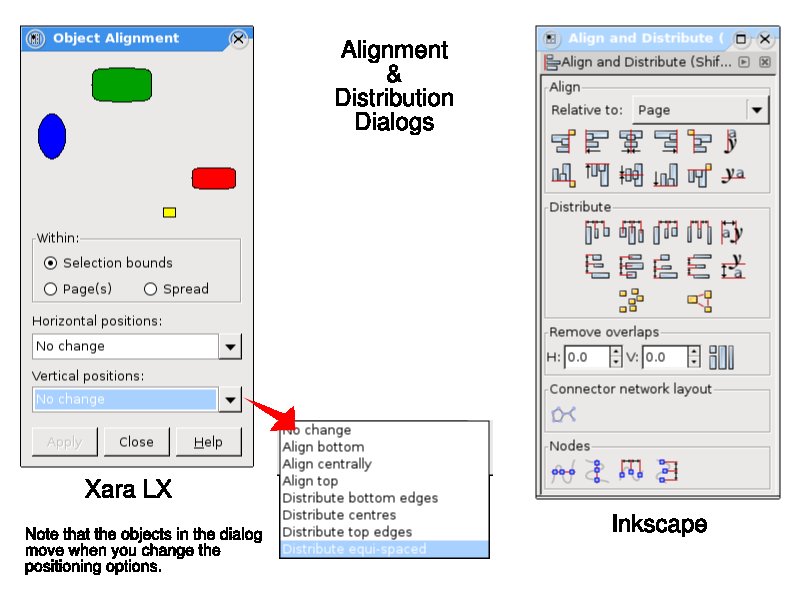 Object Alignment
Within:
Selection bounds
Page(s)
Spread
Horizontal positions:
No change
Vertical positions:
No change
Apply
Close
Help
Xara LX
Note that the objects in the dialog
move when you change the
positioning options.
Alignment
&
Distribution
Dialogs
No change
Align bottom
Align centrally
Align top
Distribute bottom edges
Distribute centres
Distribute top edges
Distribute equi-spaced
Align and Distribute (
Align and Distribute (Shif...
Align
Relative to:
Page
Distribute
Remove overlaps
H: 0.0 V: 0.0
Connector network layout
Nodes
Inkscape